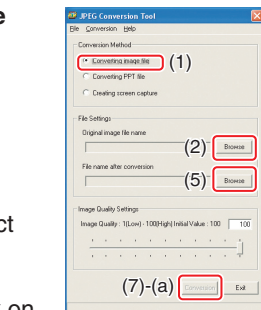 e
JPEG Conversion Tool
File Conversion Help
Conversion Method
Converting image file (1)
Converting PPT file
Creating screen capture
File Settings
Original image file name
(2) Browse
File name after conversion
(5) Browse
ct
Image Quality Settings
Image Quality : 1(Low) - 100(High) Initial Value : 100 100
(7)-(a) Conversion Exit
on